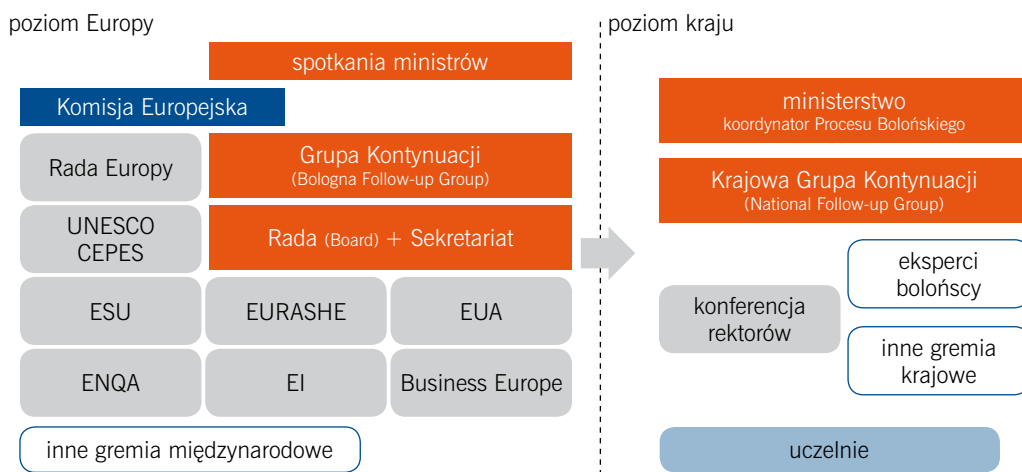 poziom Europy
spotkania ministrów
Komisja Europejska
Rada Europy
Grupa Kontynuacji
(Bologna Follow-up Group)
UNESCO
CEPES
Rada (Board) + Sekretariat
ESU
EURASHE
EUA
ENQA
EI
Business Europe
inne gremia międzynarodowe
poziom kraju
ministerstwo
koordynator Procesu Bolońskiego
Krajowa Grupa Kontynuacji
(National Follow-up Group)
konferencja
rektorów
eksperci
bolońscy
inne gremia
krajowe
uczelnie